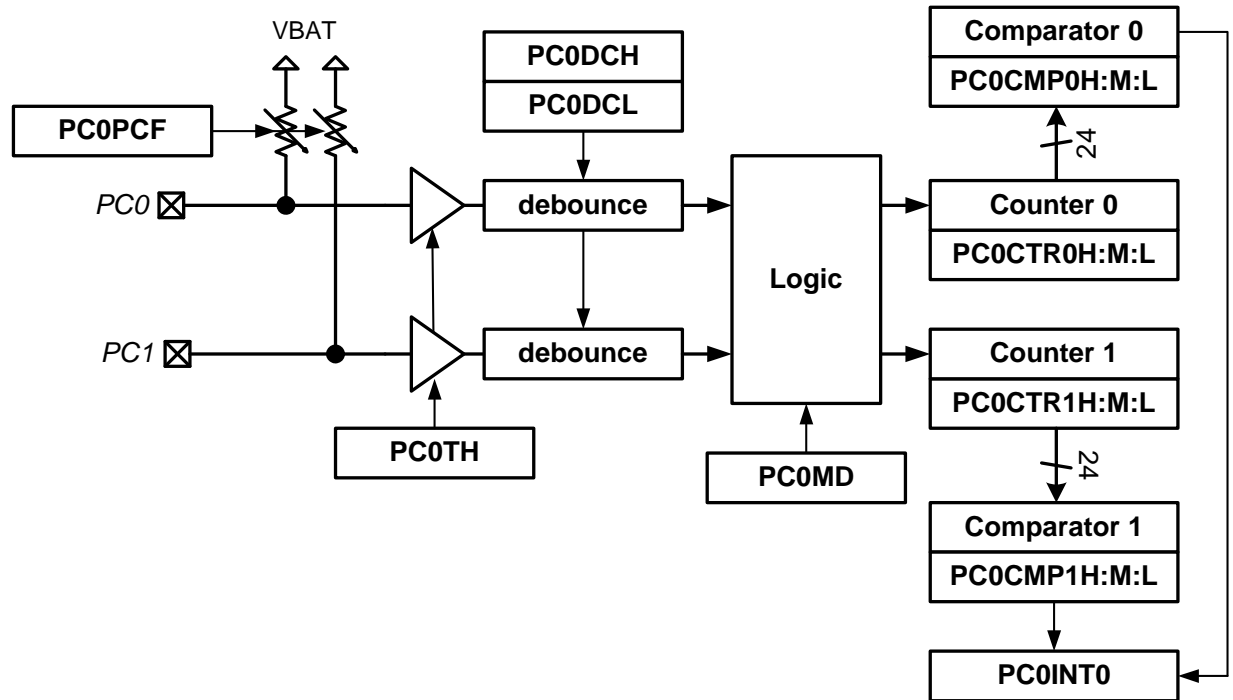 VBAT
PC0DCH
PC0DCL
Comparator 0
PC0CMP0H:M:L
PC0PCF
24
PC0
debounce
Logic
Counter 0
PC0CTR0H:M:L
PC1
debounce
Counter 1
PC0CTR1H:M:L
PC0TH
PC0MD
24
Comparator 1
PC0CMP1H:M:L
PC0INT0